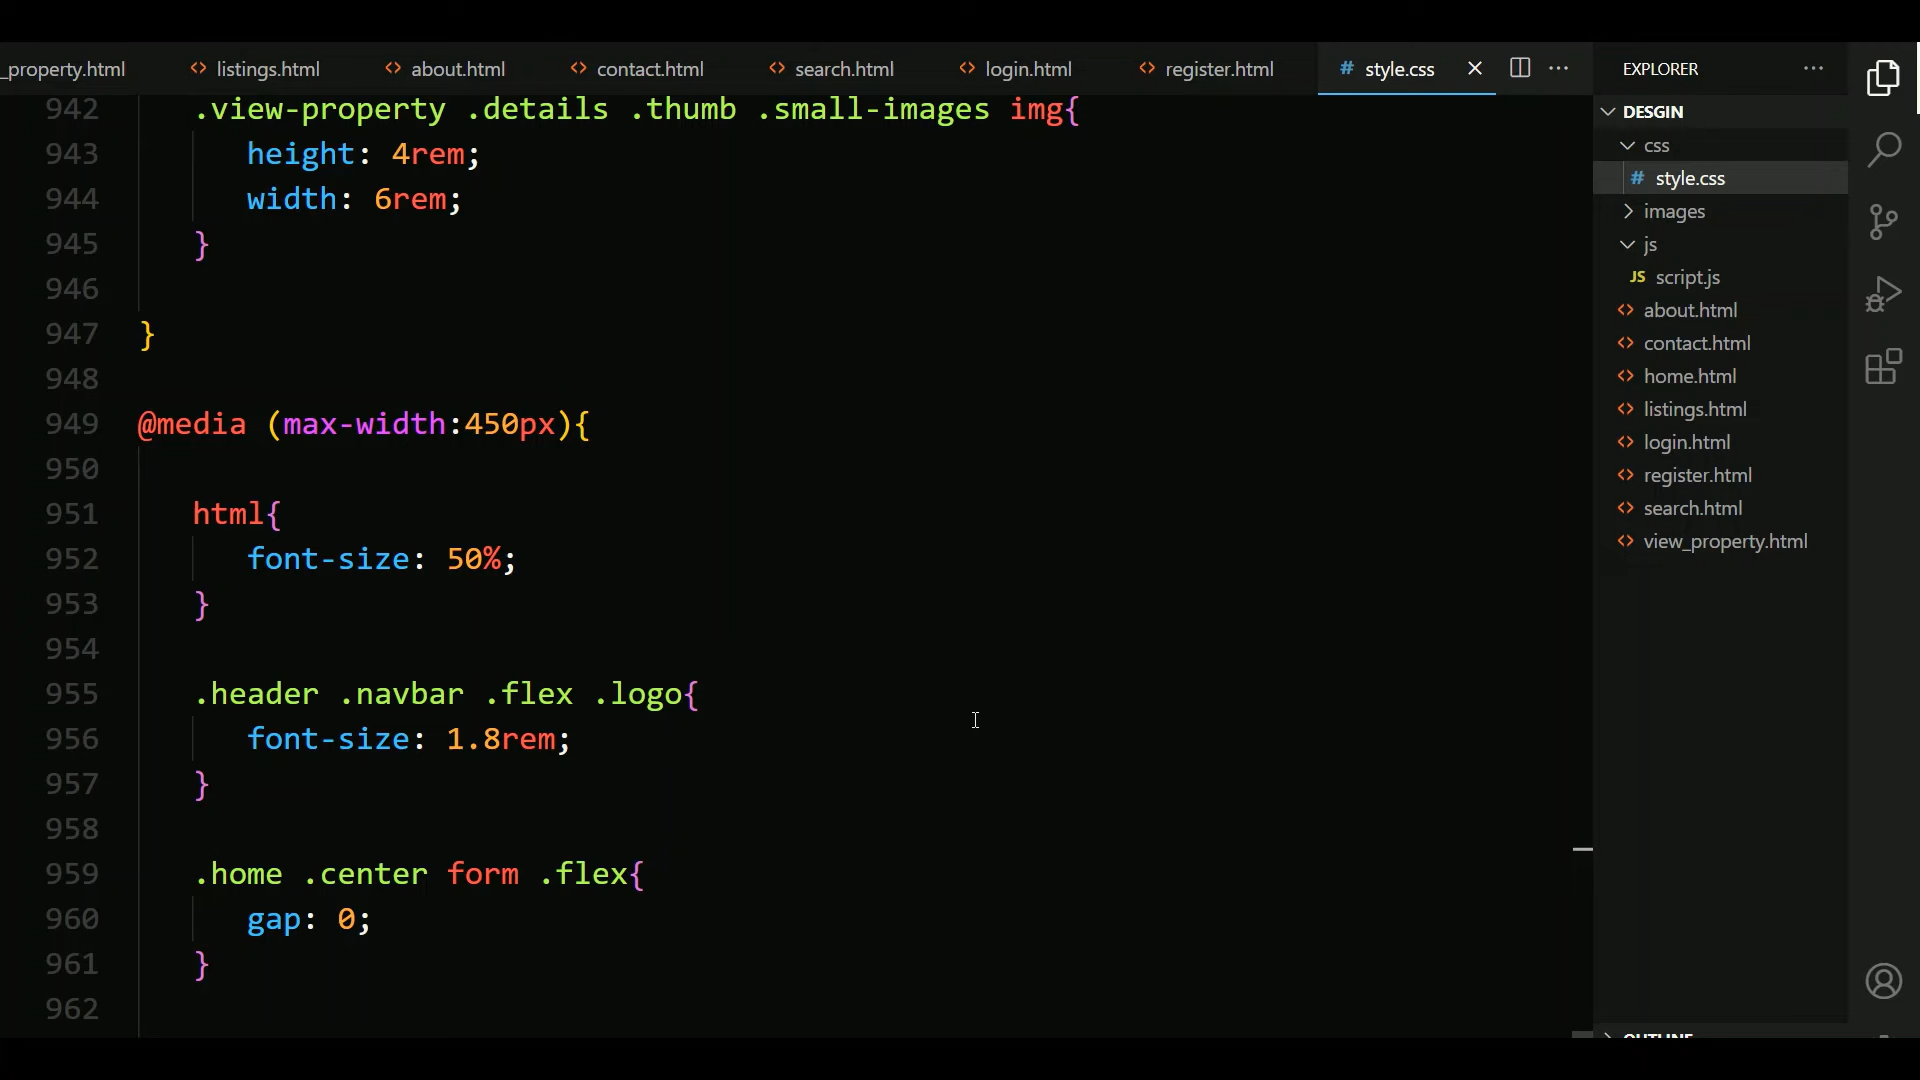 _property.html
listings.html
about.html
contact.html
search.html
login.html
register.html
# style.css
EXPLORER
942 .view-property .details .thumb .small-images img{
943 height: 4rem;
944 width: 6rem;
945 }
946
947 }
948
949 @media (max-width:450px){
950
951 html{
952 font-size: 50%;
953 }
954
955 .header .navbar .flex .logo{
956 font-size: 1.8rem;
957 }
958
959 .home .center form .flex{
960 gap: 0;
961 }
962
DESGIN
css
# style.css
images
js
JS script.js
about.html
contact.html
home.html
listings.html
login.html
register.html
search.html
view_property.html
OUTLINE